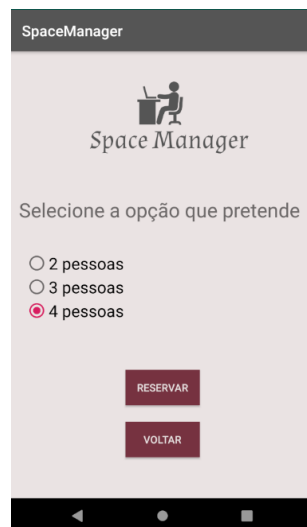 SpaceManager
Space Manager
Selecione a opção que pretende
2 pessoas
3 pessoas
4 pessoas
RESERVAR
VOLTAR